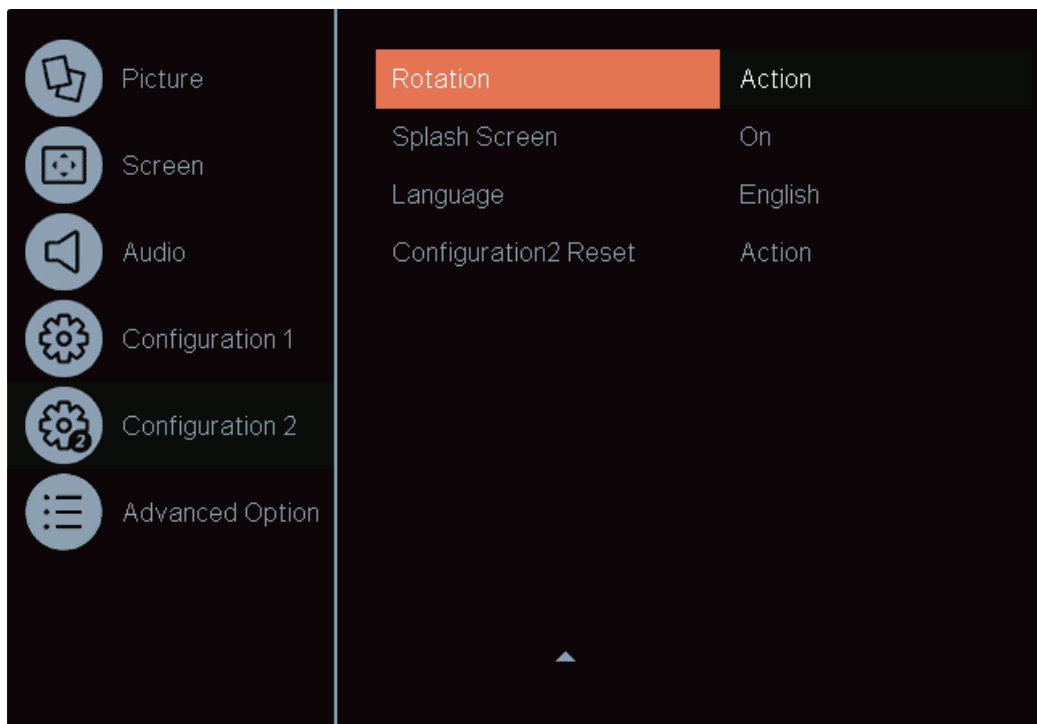 Picture
Screen
Audio
Configuration 1
Configuration 2
2
Advanced Option
Rotation Action
Splash Screen On
Language English
Configuration2 Reset Action